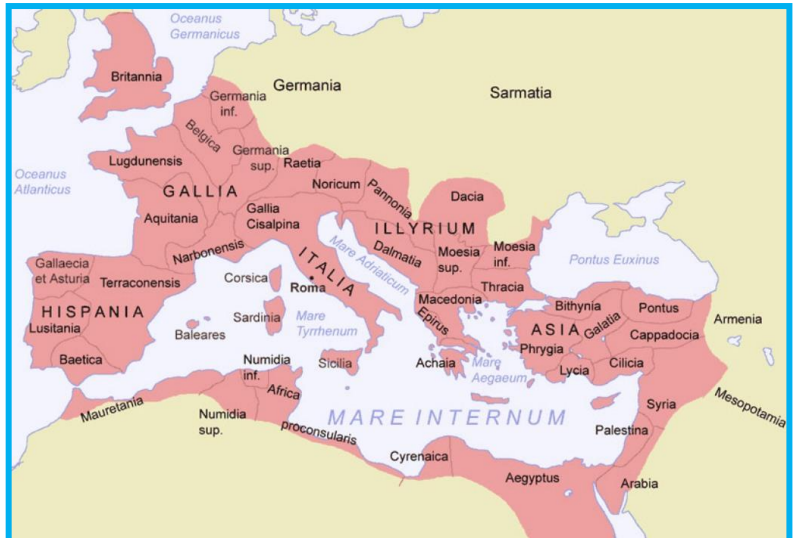 Oceanus
Germanicus
Britannia
Germania
Sarmatia
Germania
inf.
Belgica
Germania
sup.
Lugdunensis
Raetia
Oceanus
Atlanticus
GALLIA
Noricum
Pannonia
Dacia
Aquitania
Gallia
Cisalpina
ILLYRIUM
Narbonensis
Mare Adriaticum
Dalmatia
Moesia
sup.
Moesia
inf.
Pontus Euxinus
Gallaecia
et Asturia
Terraconensis
Corsica
ITALIA
Roma
Thracia
Macedonia
Bithynia
Pontus
HISPANIA
Lusitania
Sardinia
Mare
Tyrrhenum
Epirus
ASIA
Galatia
Armenia
Cappadocia
Baleares
Phrygia
Baetica
Numidia
inf.
Sicilia
Achaia
Mare
Aegaeum
Lycia
Cilicia
Africa
proconsularis
Mauretania
Numidia
sup.
MARE INTERNUM
Syria
Mesopotamia
Palestina
Cyrenaica
Aegyptus
Arabia